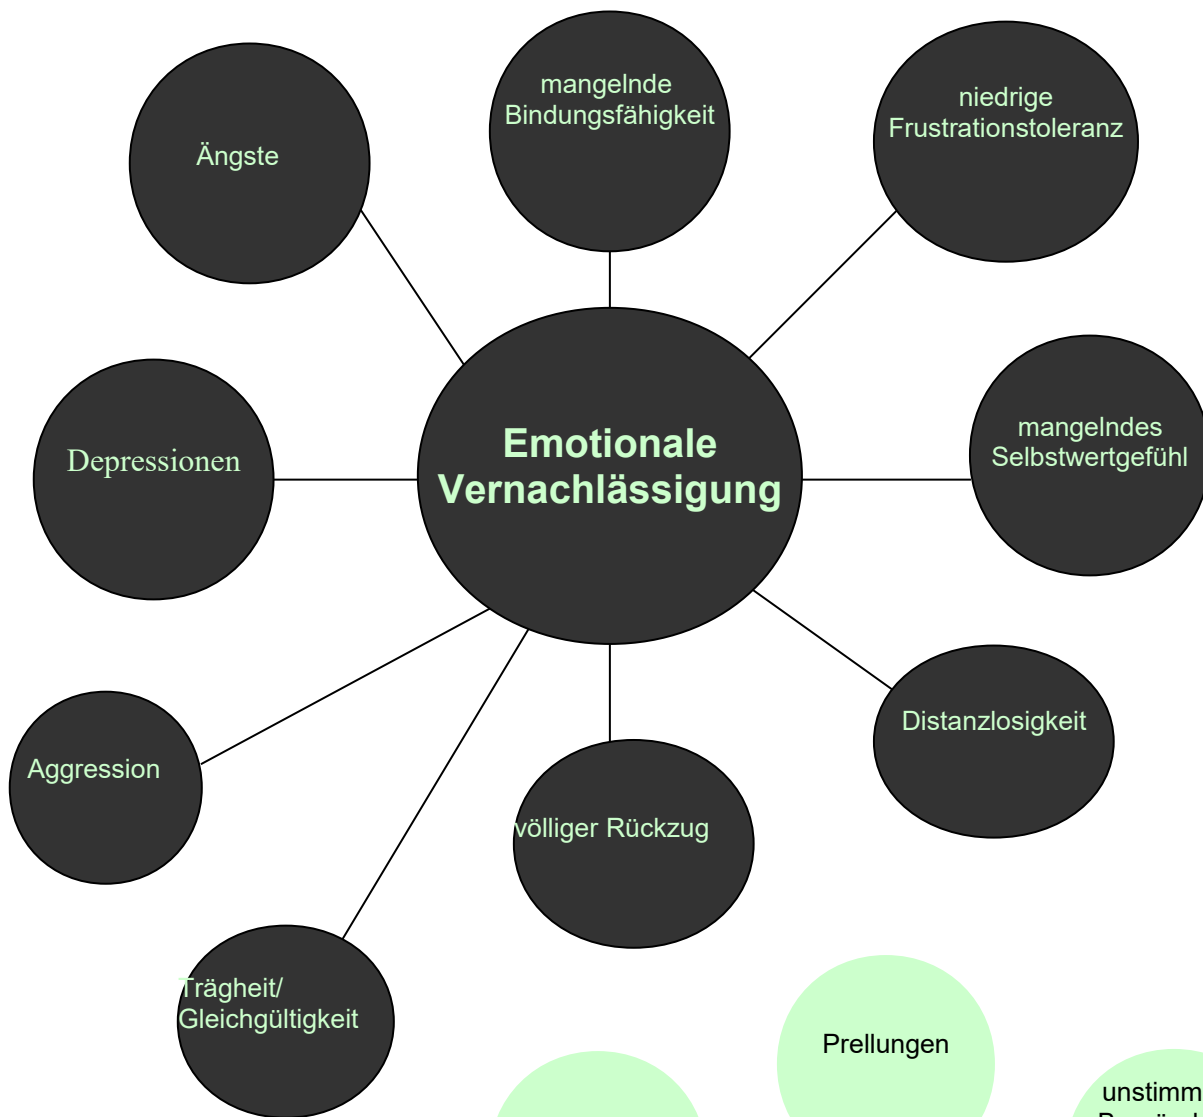 mangelnde
Bindungsfähigkeit
niedrige
Frustrationstoleranz
Ängste
Emotionale
Vernachlässigung
mangelndes
Selbstwertgefühl
Depressionen
Distanzlosigkeit
Aggression
völliger Rückzug
Trägheit/
Gleichgültigkeit
Prellungen